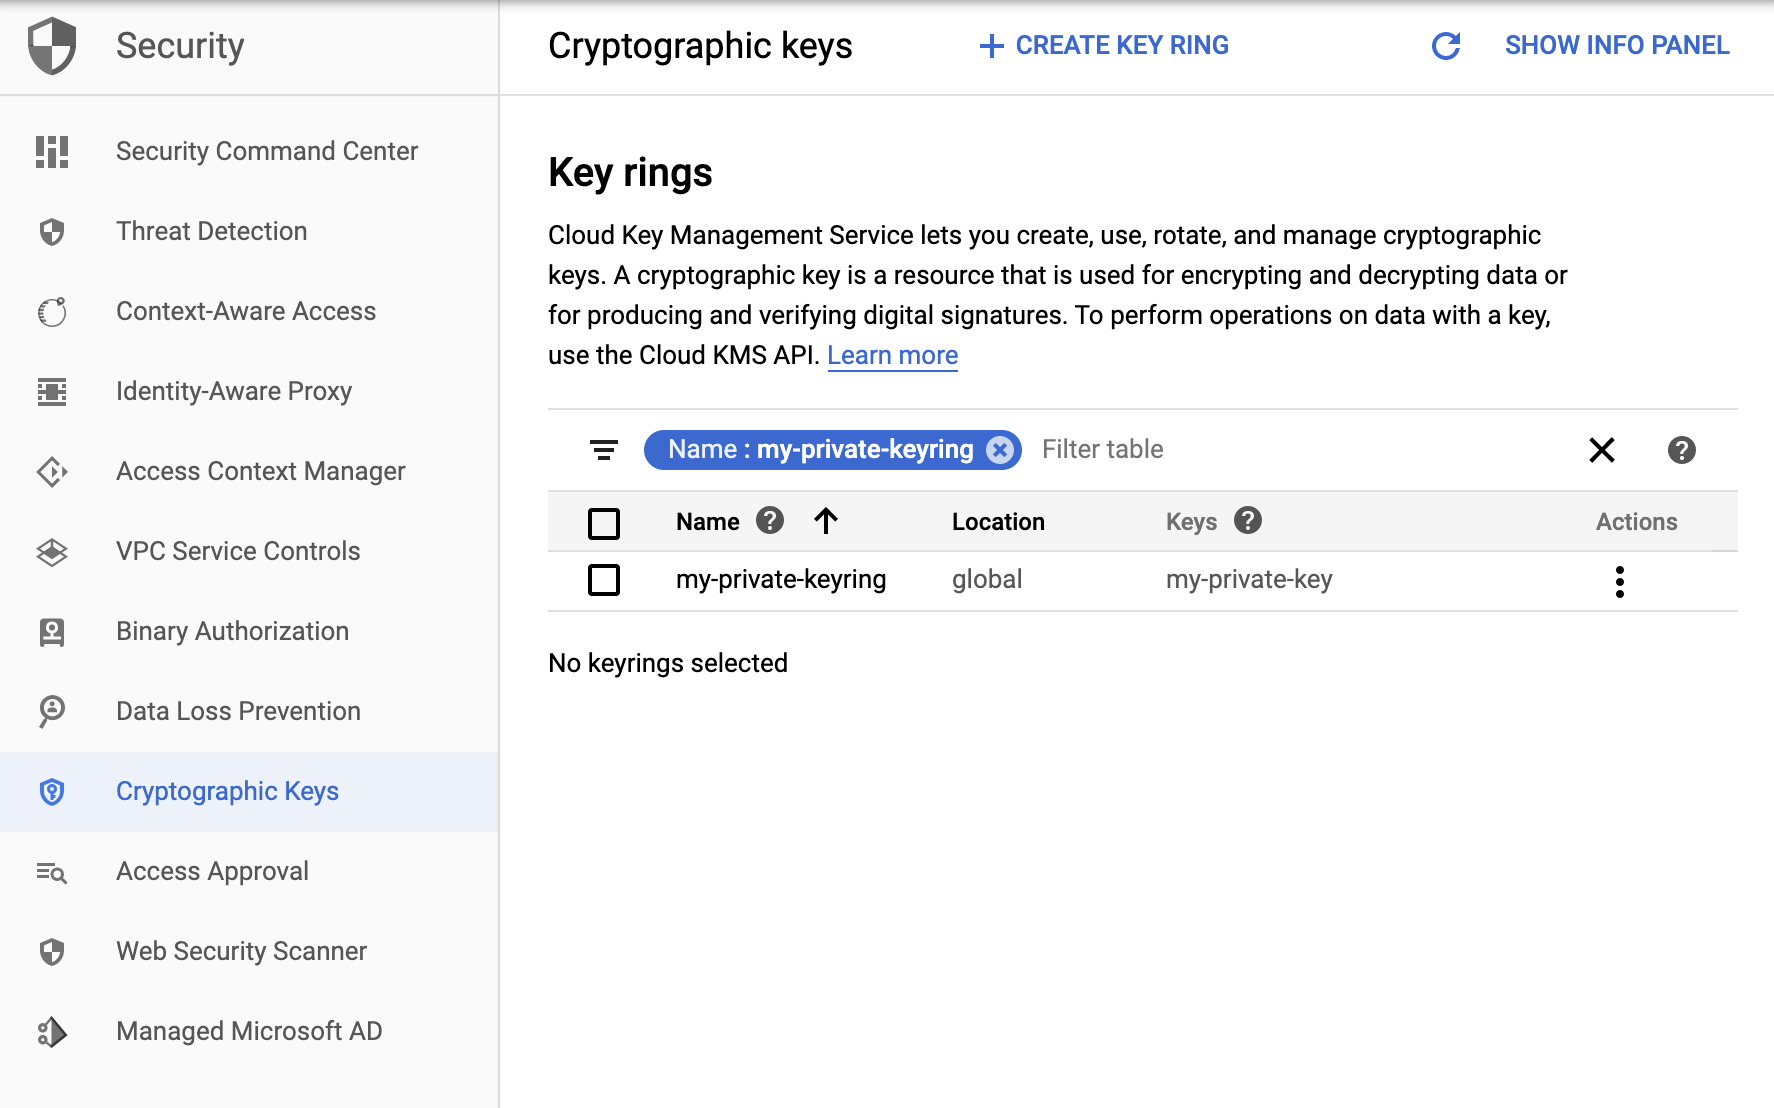 Security
Cryptographic keys
CREATE KEY RING
SHOW INFO PANEL
Security Command Center
Threat Detection
Context-Aware Access
Identity-Aware Proxy
Access Context Manager
VPC Service Controls
Binary Authorization
Data Loss Prevention
Cryptographic Keys
Access Approval
Web Security Scanner
Managed Microsoft AD
Key rings
Cloud Key Management Service lets you create, use, rotate, and manage cryptographic
keys. A cryptographic key is a resource that is used for encrypting and decrypting data or
for producing and verifying digital signatures. To perform operations on data with a key,
use the Cloud KMS API. Learn more
Name : my-private-keyring Filter table
Name Location Keys Actions
my-private-keyring global my-private-key
No keyrings selected